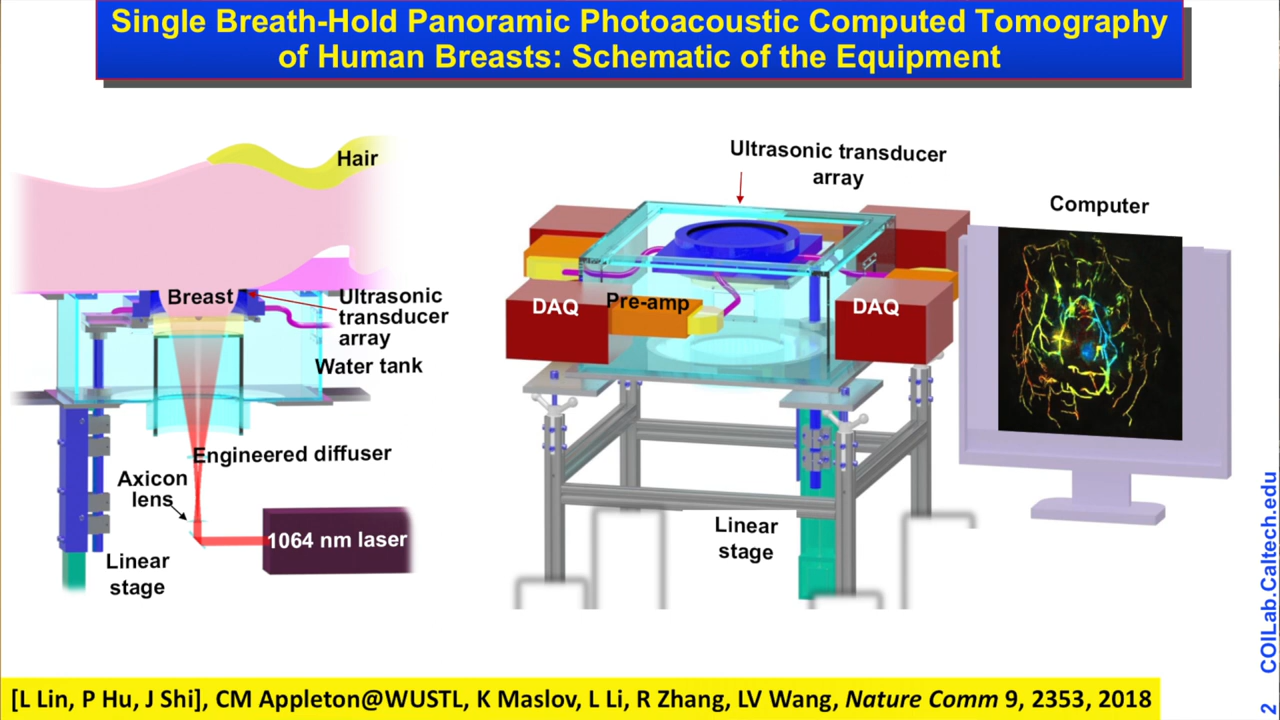 Single Breath-Hold Panoramic Photoacoustic Computed Tomography
of Human Breasts: Schematic of the Equipment
Hair
Breast
Ultrasonic
transducer
array
Water tank
Engineered diffuser
Axicon
lens
1064 nm laser
Linear
stage
Ultrasonic transducer
array
DAQ
Pre-amp
DAQ
Linear
stage
Computer
[L Lin, P Hu, J Shi], CM Appleton@WUSTL, K Maslov, L Li, R Zhang, LV Wang, Nature Comm 9, 2353, 2018
2 COILab.Caltech.edu